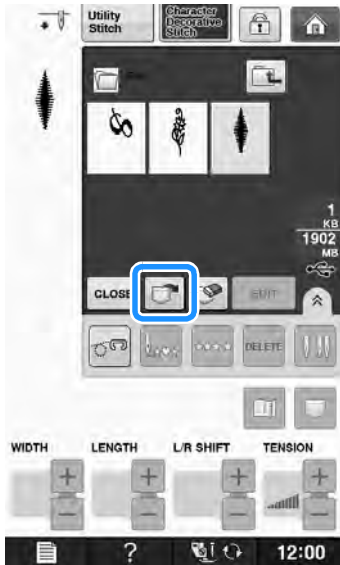 Utility
Stitch
Character
Decorative
Stitch
1
KB
1902
MB
CLOSE
EDIT
DELETE
WIDTH
LENGTH
L/R SHIFT
TENSION
?
12:00